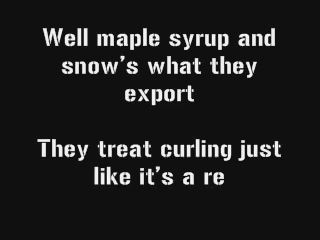 Well maple syrup and
snow's what they
export
They treat curling just
like it's a re